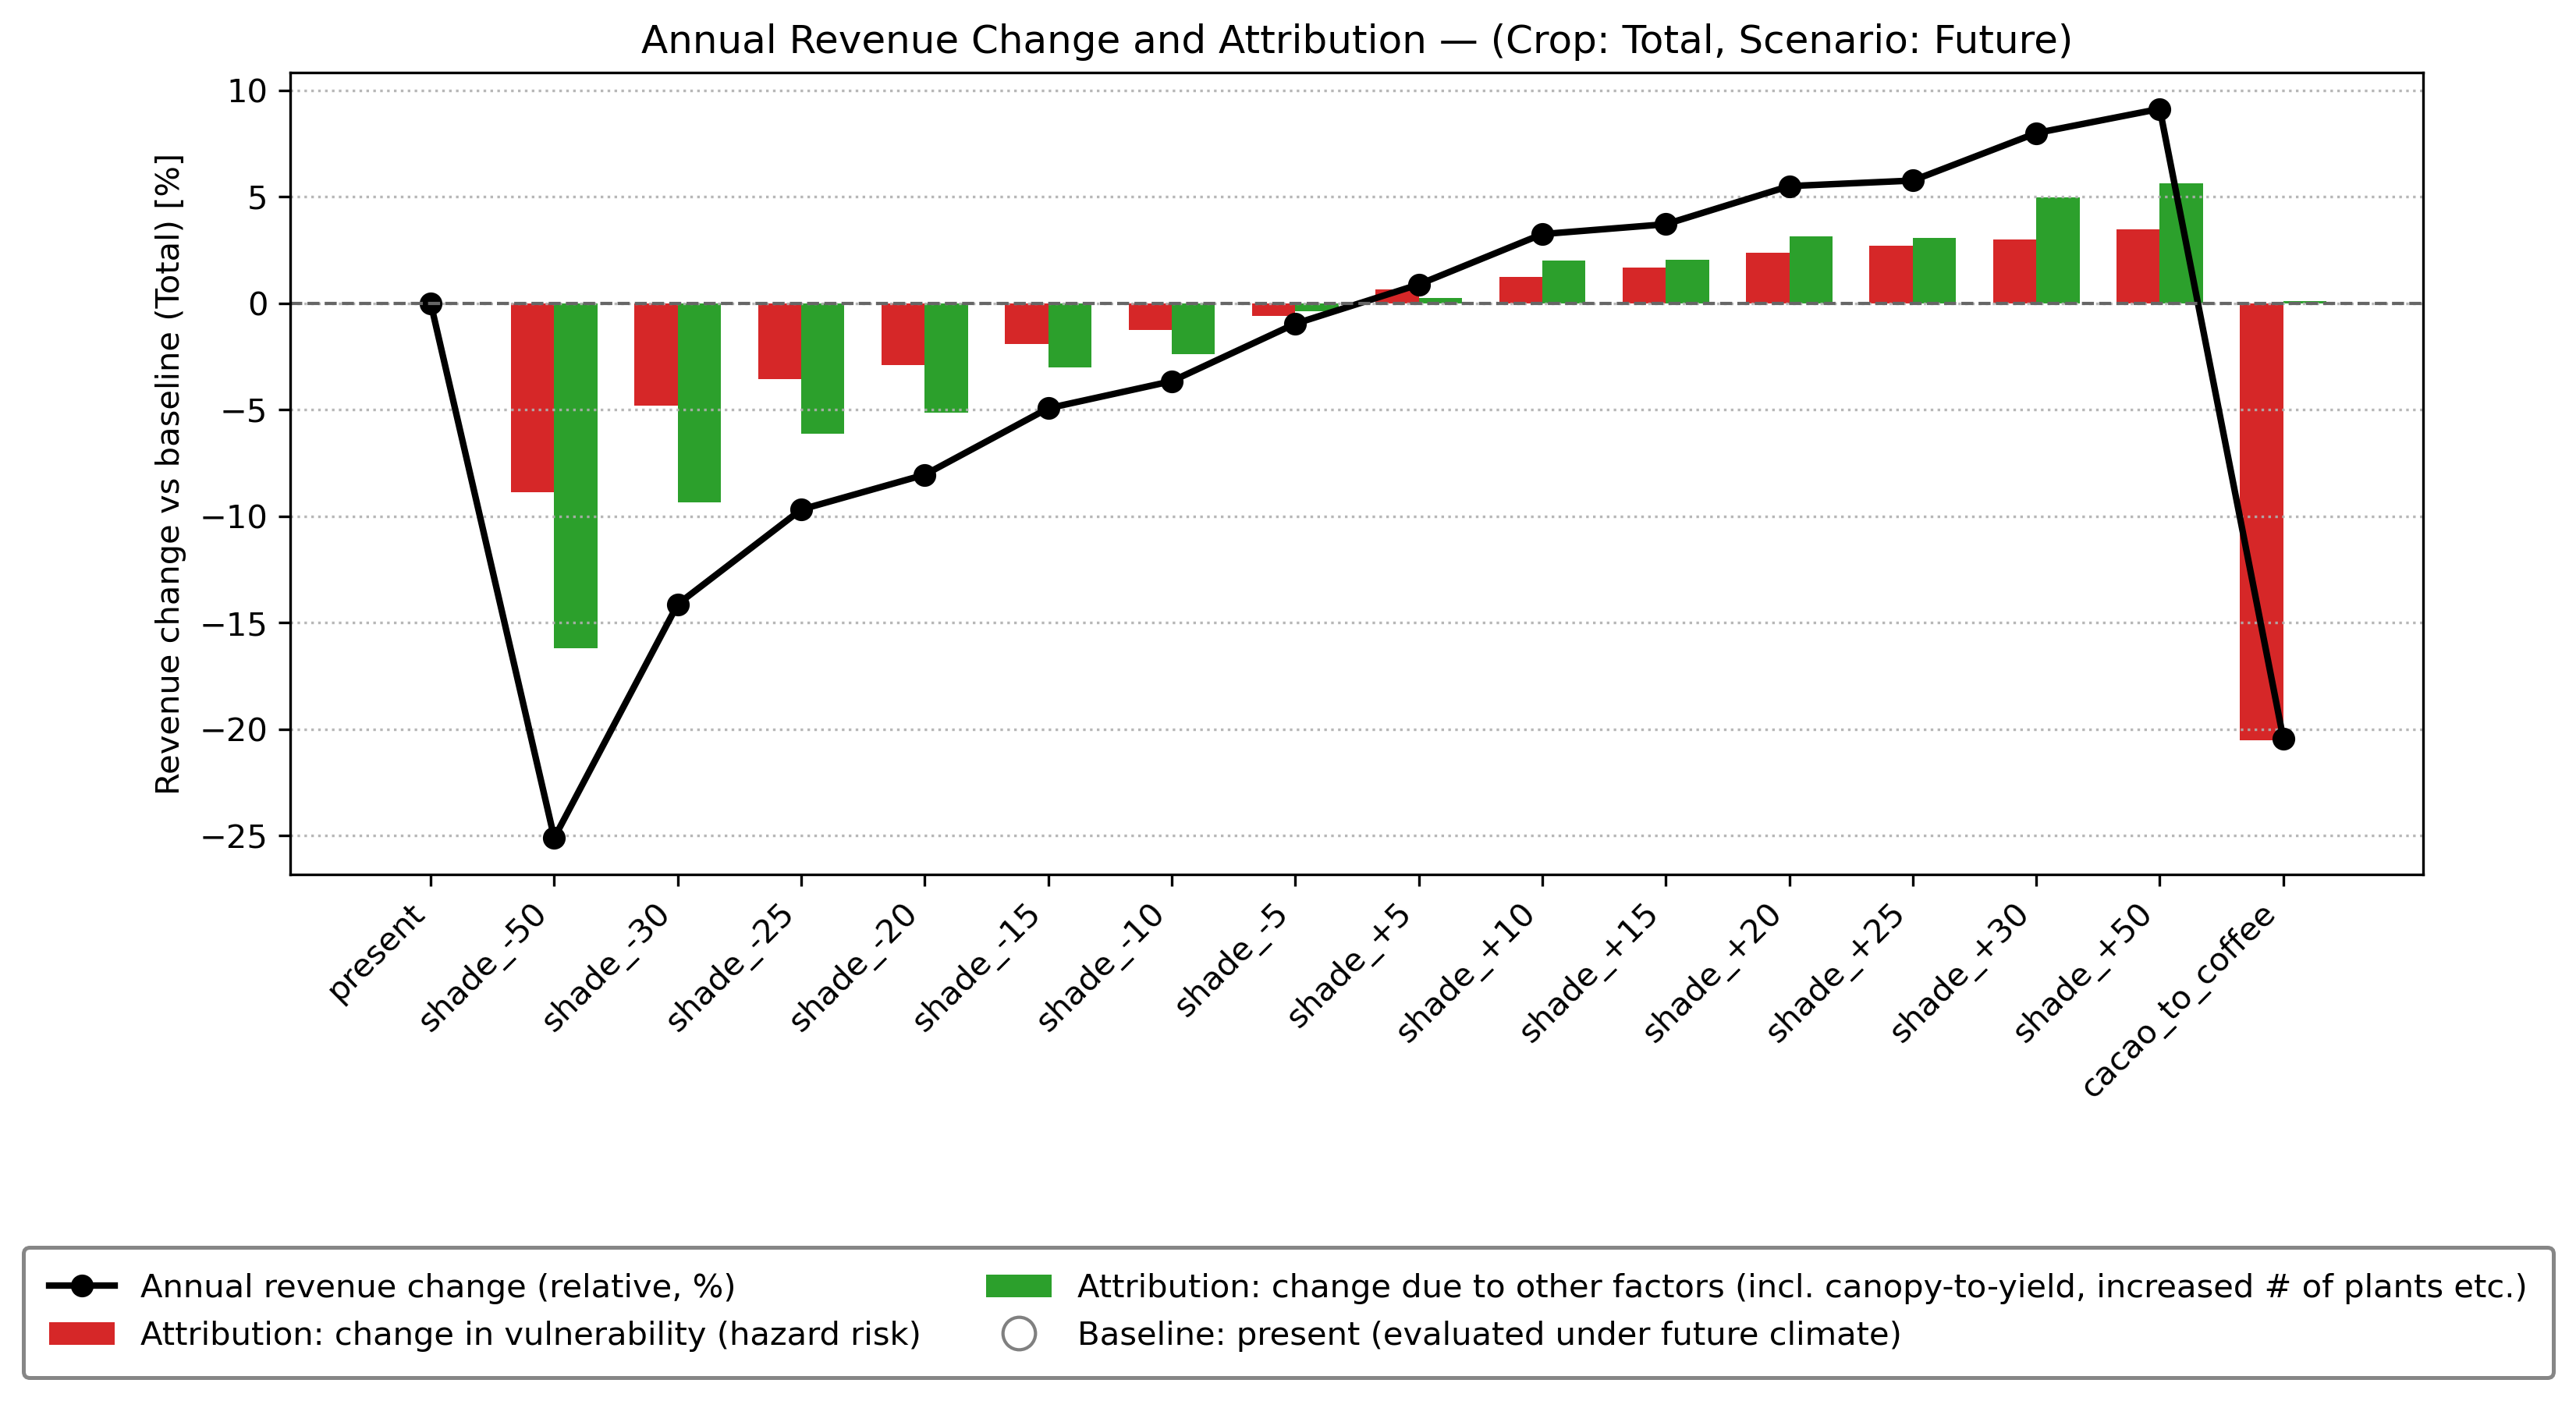 Annual Revenue Change and Attribution — (Crop: Total, Scenario: Future)
Revenue change vs baseline (Total) [%]
10
5
0
−5
−10
−15
−20
−25
present
shade_-50
shade_-30
shade_-25
shade_-20
shade_-15
shade_-10
shade_-5
shade_+5
shade_+10
shade_+15
shade_+20
shade_+25
shade_+30
shade_+50
cacao_to_coffee
Annual revenue change (relative, %)
Attribution: change in vulnerability (hazard risk)
Attribution: change due to other factors (incl. canopy-to-yield, increased # of plants etc.)
Baseline: present (evaluated under future climate)